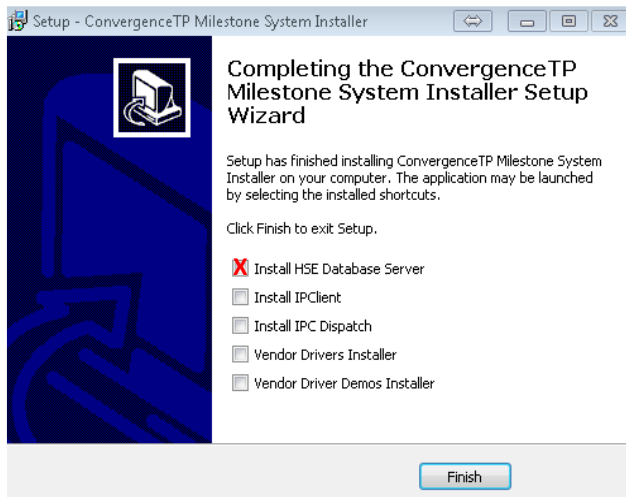 Setup - ConvergenceTP Milestone System Installer
Completing the ConvergenceTP
Milestone System Installer Setup
Wizard
Setup has finished installing ConvergenceTP Milestone System
Installer on your computer. The application may be launched
by selecting the installed shortcuts.
Click Finish to exit Setup.
Install HSE Database Server
Install IPClient
Install IPC Dispatch
Vendor Drivers Installer
Vendor Driver Demos Installer
Finish